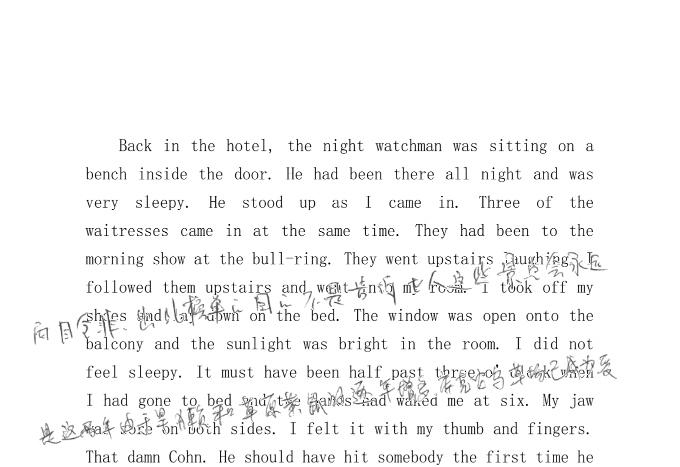 Back in the hotel, the night watchman was sitting on a
bench inside the door. He had been there all night and was
very sleepy. He stood up as I came in. Three of the
waitresses came in at the same time. They had been to the
morning show at the bull-ring. They went upstairs laughing. I
followed them upstairs and went into my room. I took off my
shoes and lay down on the bed. The window was open onto the
balcony and the sunlight was bright in the room. I did not
feel sleepy. It must have been half past three o'clock when
I had gone to bed and the bands had waked me at six. My jaw
was sore on both sides. I felt it with my thumb and fingers.
That damn Cohn. He should have hit somebody the first time he